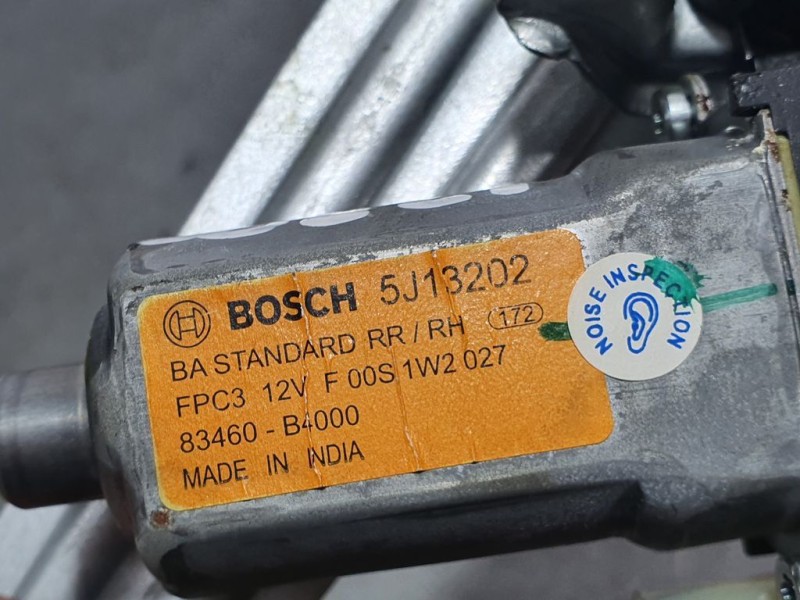 BOSCH 5J13202
BA STANDARD RR / RH 172
FPC3 12V F 00S 1W2 027
83460 - B4000
MADE IN INDIA
NOISE INSPECTION